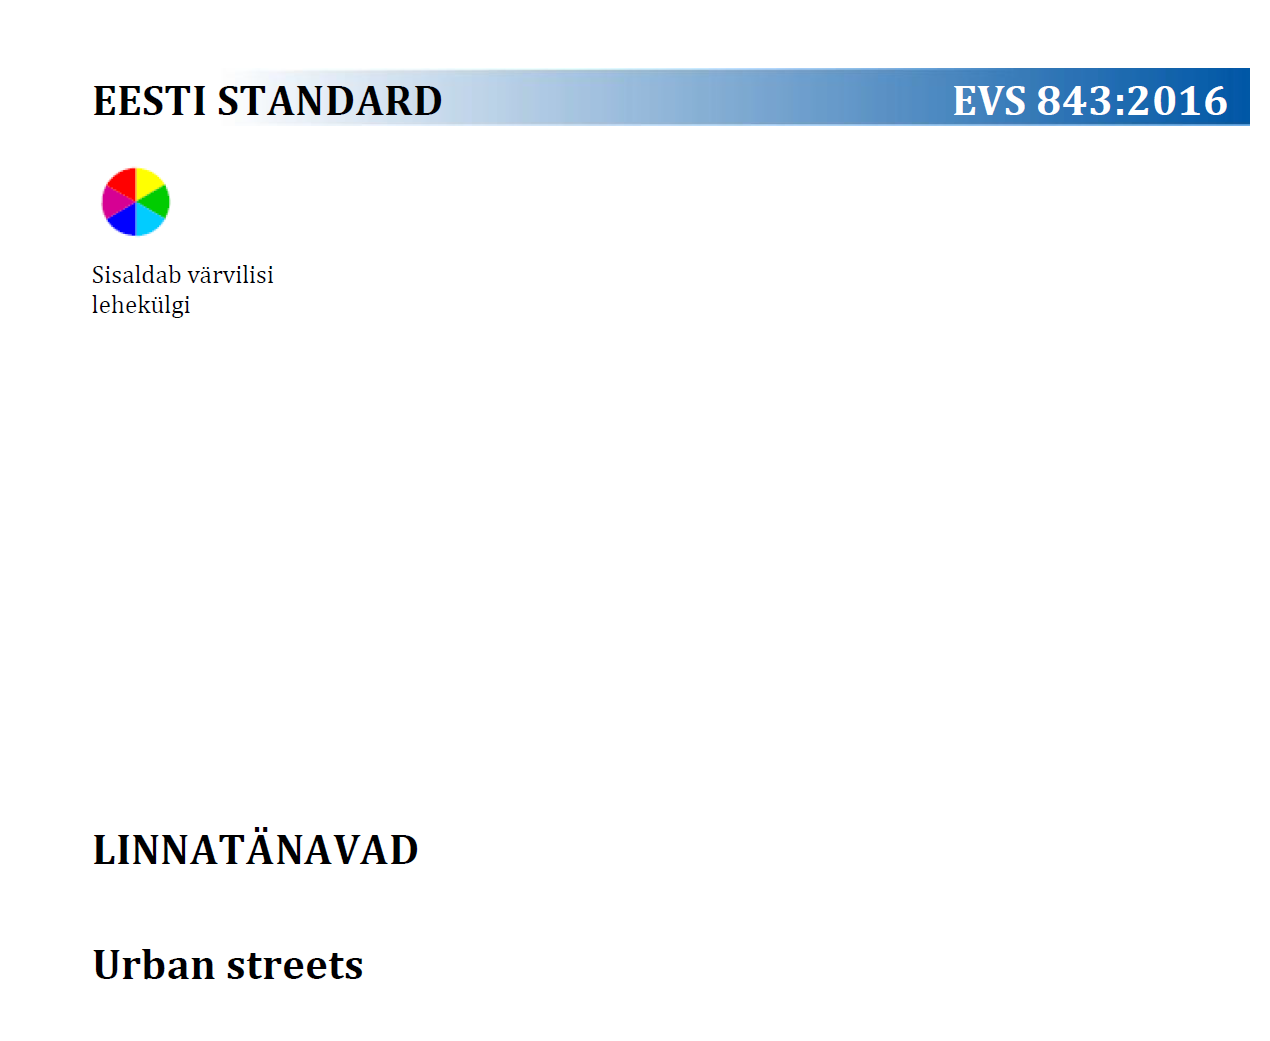 EESTI STANDARD EVS 843:2016
Sisaldab värvilisi
lehekülgi
LINNATÄNAVAD
Urban streets